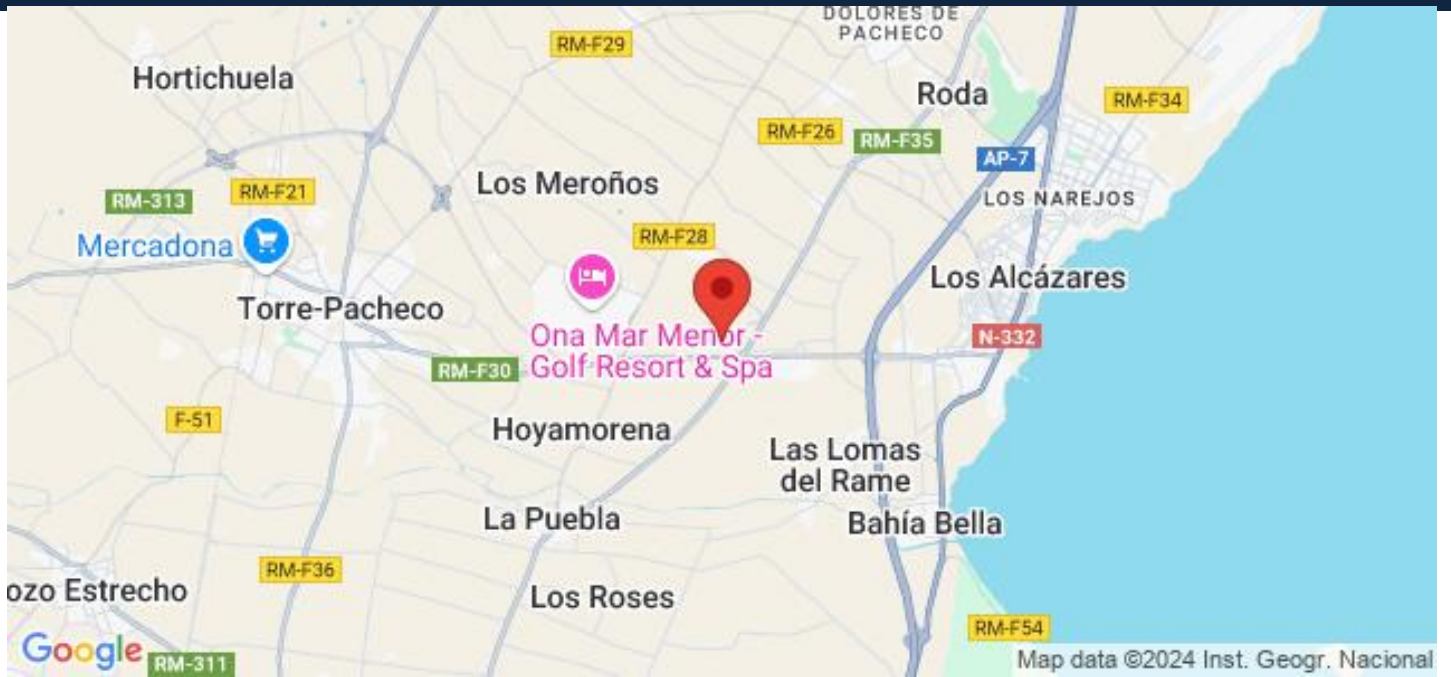 DOLORES DE
PACHECO
RM-F29
Hortichuela
Roda
RM-F34
RM-F26
RM-F35
AP-7
Los Meroños
RM-F21
RM-313
LOS NAREJOS
Mercadona
RM-F28
Los Alcázares
Torre-Pacheco
Ona Mar Menor -
Golf Resort & Spa
N-332
RM-F30
F-51
Hoyamorena
Las Lomas
del Rame
La Puebla
Bahía Bella
RM-F36
ozo Estrecho
Los Roses
RM-F54
Google
RM-311
Map data ©2024 Inst. Geogr. Nacional